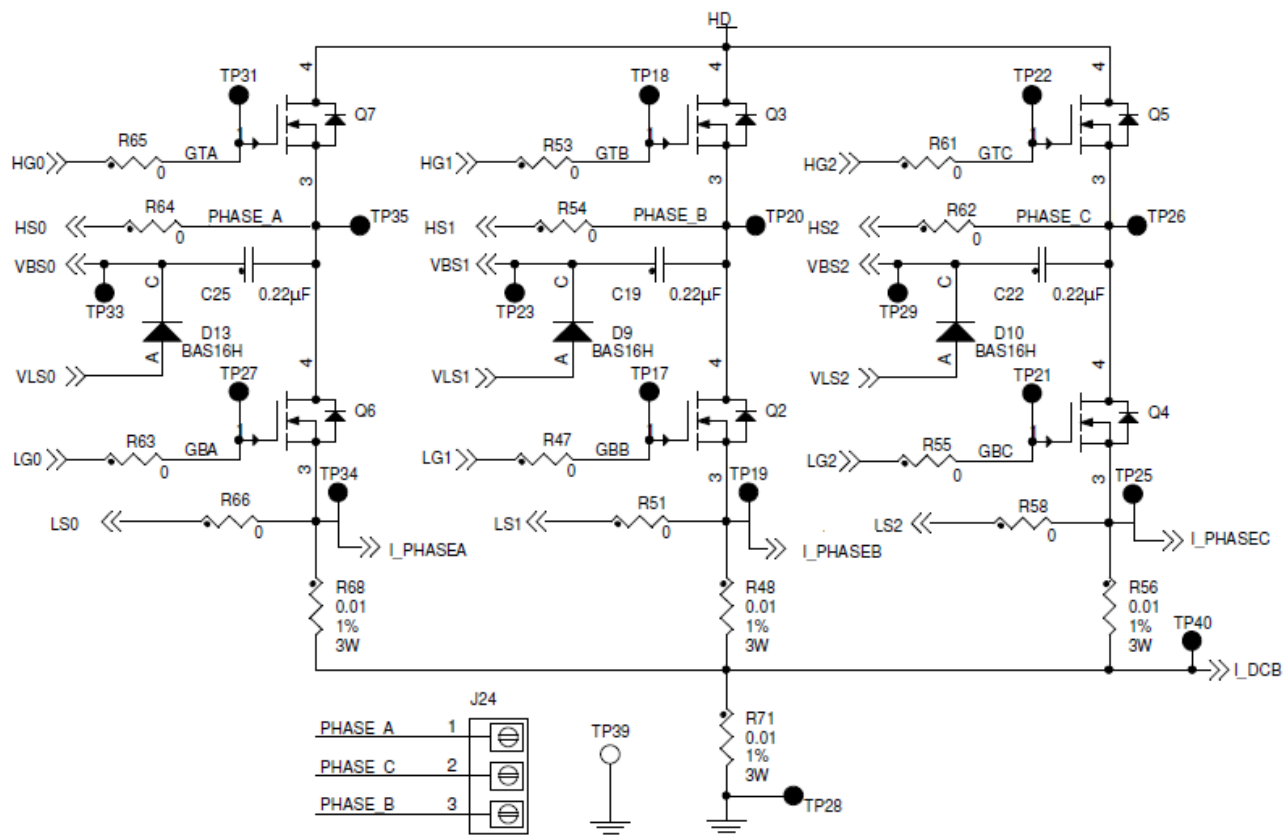 HD
4 4 4
TP31 TP18 TP22
Q7 Q3 Q5
R65 R53 R61
1 1 1
HG0 GTA HG1 GTB HG2 GTC
0 0 0
3 3 3
R64 R54 R62
HS0 PHASE_A TP35 HS1 PHASE_B TP20 HS2 PHASE_C TP26
0 0 0
VBS0 VBS1 VBS2
C C C
TP33 C25 0.22µF TP23 C19 0.22µF TP29 C22 0.22µF
D13 D9 D10
BAS16H BAS16H BAS16H
A A A
4 4 4
VLS0 TP27 VLS1 TP17 VLS2 TP21
Q6 Q2 Q4
1 1 1
R63 R47 R55
LG0 GBA LG1 GBB LG2 GBC
0 0 0
3 3 3
TP34 TP19 TP25
R66 R51 R58
LS0 LS1 LS2
0 0 0
I_PHASEA I_PHASEB I_PHASEC
R68 R48 R56
0.01 0.01 0.01
1% 1% 1%
3W 3W 3W
TP40
I_DCB
J24
PHASE_A 1
PHASE_C 2
PHASE_B 3
TP39
R71
0.01
1%
3W
TP28